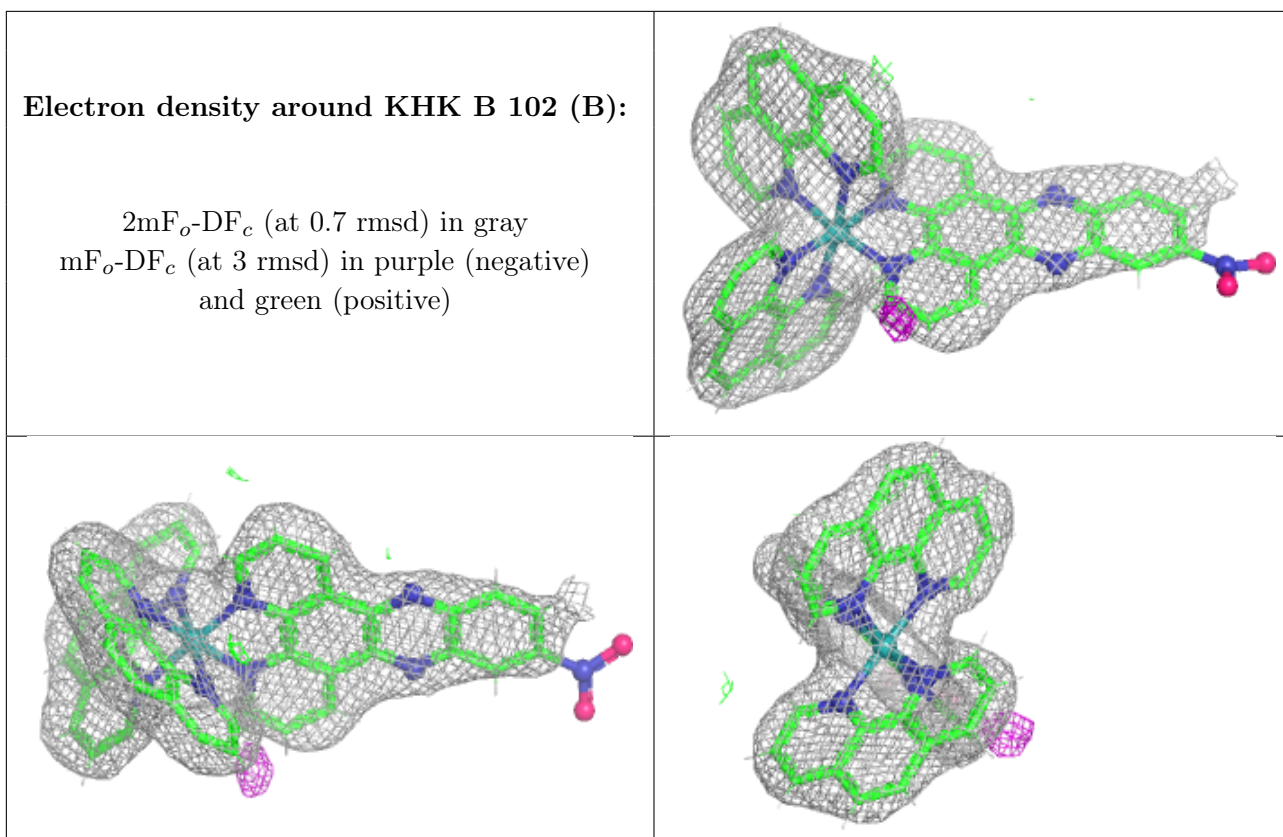 Electron density around KHK B 102 (B):
2mFo-DFc (at 0.7 rmsd) in gray
mFo-DFc (at 3 rmsd) in purple (negative)
and green (positive)